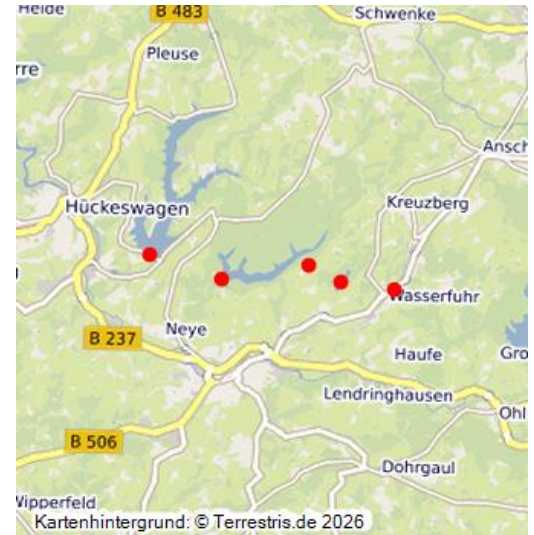 Heide
B 483
Schwenke
Pleuse
rre
Ansch
Kreuzberg
Hückeswagen
Wasserfuhr
Neye
B 237
Haufe
Gro
Lendringhausen
Ohl
B 506
Dohrgaul
Wipperfeld
Kartenhintergrund: © Terrestris.de 2026